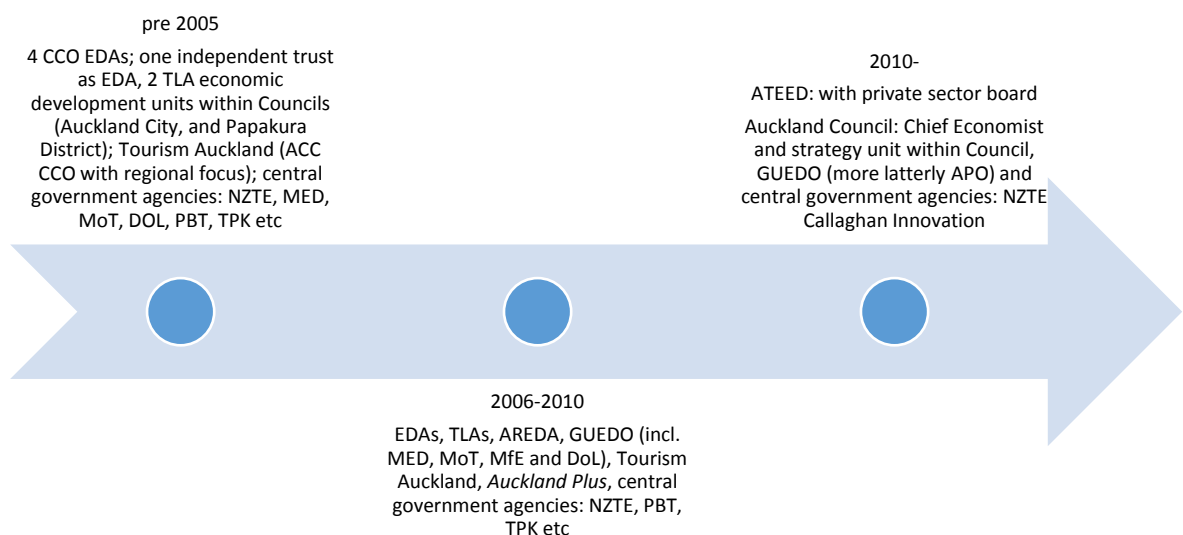 pre 2005
4 CCO EDAs; one independent trust
as EDA, 2 TLA economic
development units within Councils
(Auckland City, and Papakura
District); Tourism Auckland (ACC
CCO with regional focus); central
government agencies: NZTE, MED,
MoT, DOL, PBT, TPK etc
2006-2010
EDAs, TLAs, AREDA, GUEDO (incl.
MED, MoT, MfE and DoL), Tourism
Auckland, Auckland Plus, central
government agencies: NZTE, PBT,
TPK etc
2010-
ATEED: with private sector board
Auckland Council: Chief Economist
and strategy unit within Council,
GUEDO (more latterly APO) and
central government agencies: NZTE
Callaghan Innovation